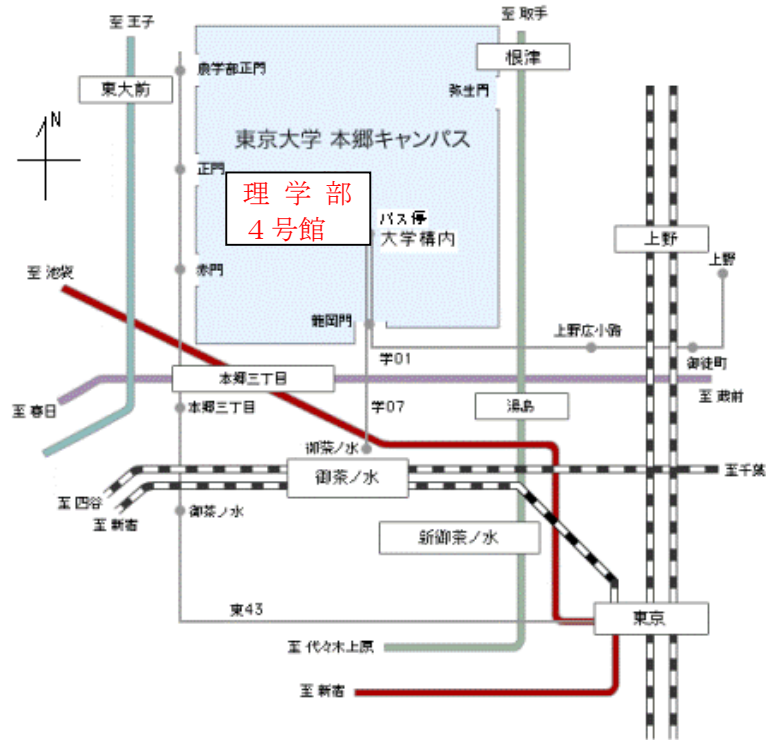 至 王子
至 取手
農学部正門
根津
東大前
弥生門
N
東京大学 本郷キャンパス
正門
理学部
４号館
バス停
大学構内
上野
上野
至 池袋
赤門
龍岡門
上野広小路
学01
御徒町
本郷三丁目
至 蔵前
至 春日
本郷三丁目
学07
湯島
御茶ノ水
御茶ノ水
至千葉
至 四谷
至 新宿
御茶ノ水
新御茶ノ水
東43
東京
至 代々木上原
至 新宿